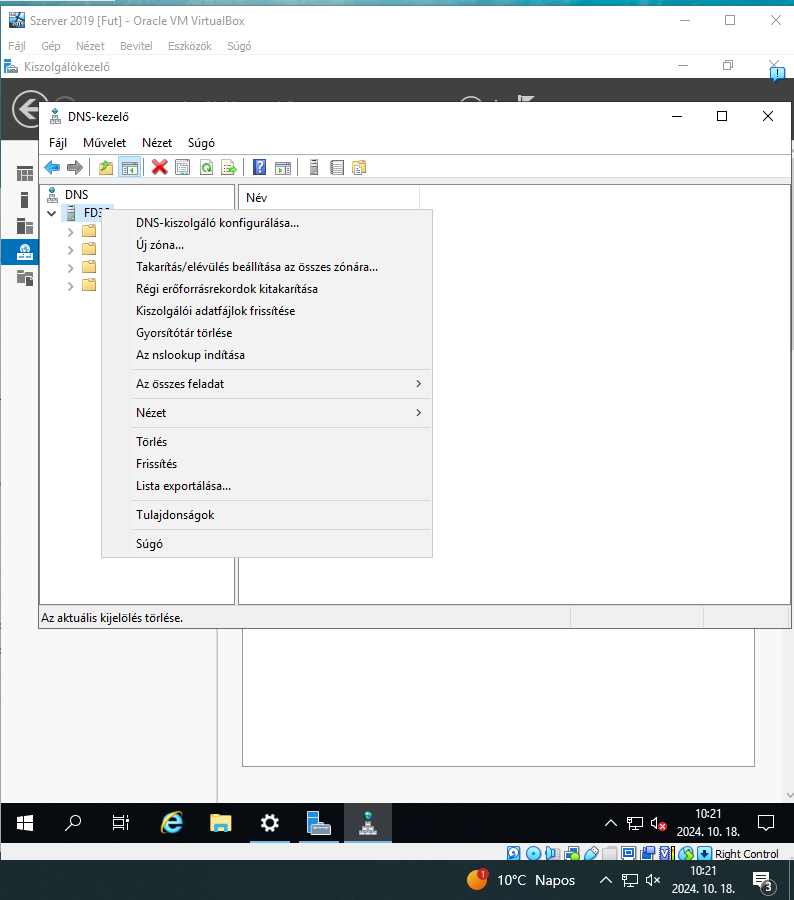 Szerver 2019 [Fut] - Oracle VM VirtualBox
Fájl Gép Nézet Bevitel Eszközök Súgó
Kiszolgálókezelő
DNS-kezelő
Fájl Művelet Nézet Súgó
DNS
Név
DNS-kiszolgáló konfigurálása...
Új zóna...
Takarítás/elévülés beállítása az összes zónára...
Régi erőforrásrekordok kitakarítása
Kiszolgálói adatfájlok frissítése
Gyorsítótár törlése
Az nslookup indítása
Az összes feladat
Nézet
Törlés
Frissítés
Lista exportálása...
Tulajdonságok
Súgó
Az aktuális kijelölés törlése.
10:21
2024. 10. 18.
Right Control
1
10°C Napos
10:21
2024. 10. 18.
3